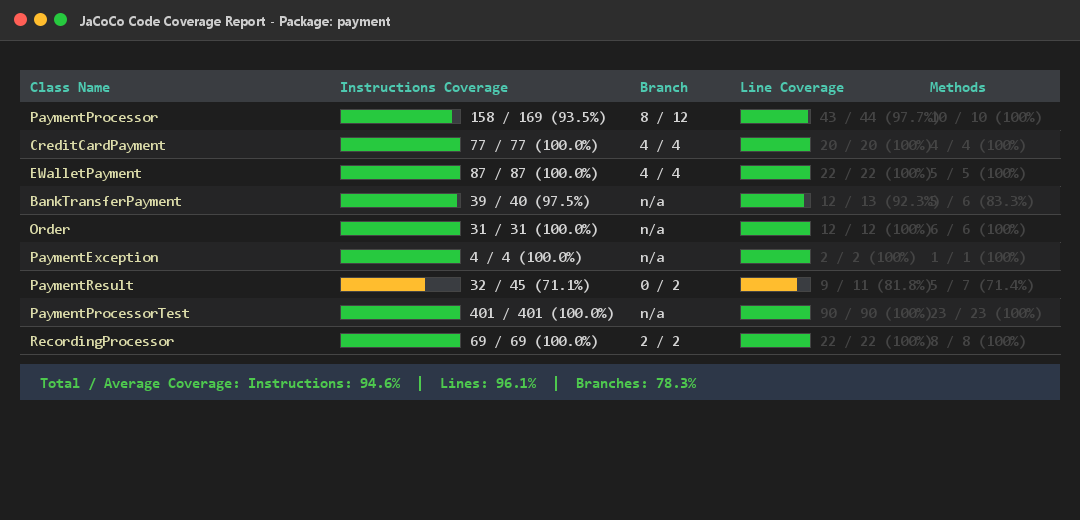 JaCoCo Code Coverage Report - Package: payment
Class Name Instructions Coverage Branch Line Coverage Methods
PaymentProcessor 158 / 169 (93.5%) 8 / 12 43 / 44 (97.7%) 10 / 10 (100%)
CreditCardPayment 77 / 77 (100.0%) 4 / 4 20 / 20 (100%) 4 / 4 (100%)
EWalletPayment 87 / 87 (100.0%) 4 / 4 22 / 22 (100%) 5 / 5 (100%)
BankTransferPayment 39 / 40 (97.5%) n/a 12 / 13 (92.3%) 5 / 6 (83.3%)
Order 31 / 31 (100.0%) n/a 12 / 12 (100%) 6 / 6 (100%)
PaymentException 4 / 4 (100.0%) n/a 2 / 2 (100%) 1 / 1 (100%)
PaymentResult 32 / 45 (71.1%) 0 / 2 9 / 11 (81.8%) 5 / 7 (71.4%)
PaymentProcessorTest 401 / 401 (100.0%) n/a 90 / 90 (100%) 23 / 23 (100%)
RecordingProcessor 69 / 69 (100.0%) 2 / 2 22 / 22 (100%) 8 / 8 (100%)
Total / Average Coverage: Instructions: 94.6% | Lines: 96.1% | Branches: 78.3%